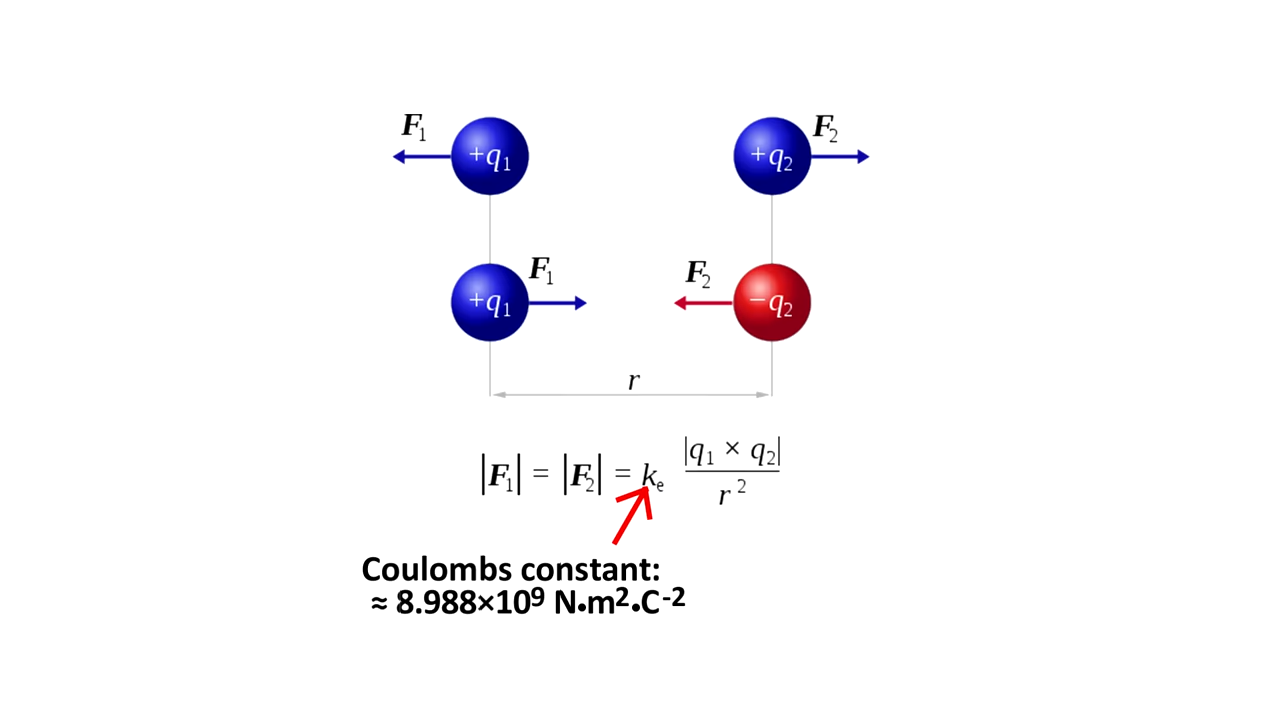 F₁ F₂
+q₁ +q₂
F₁ F₂
+q₁ −q₂
r
|F₁| = |F₂| = kₑ |q₁ × q₂| / r²
Coulombs constant:
≈ 8.988×10⁹ N•m²•C⁻²